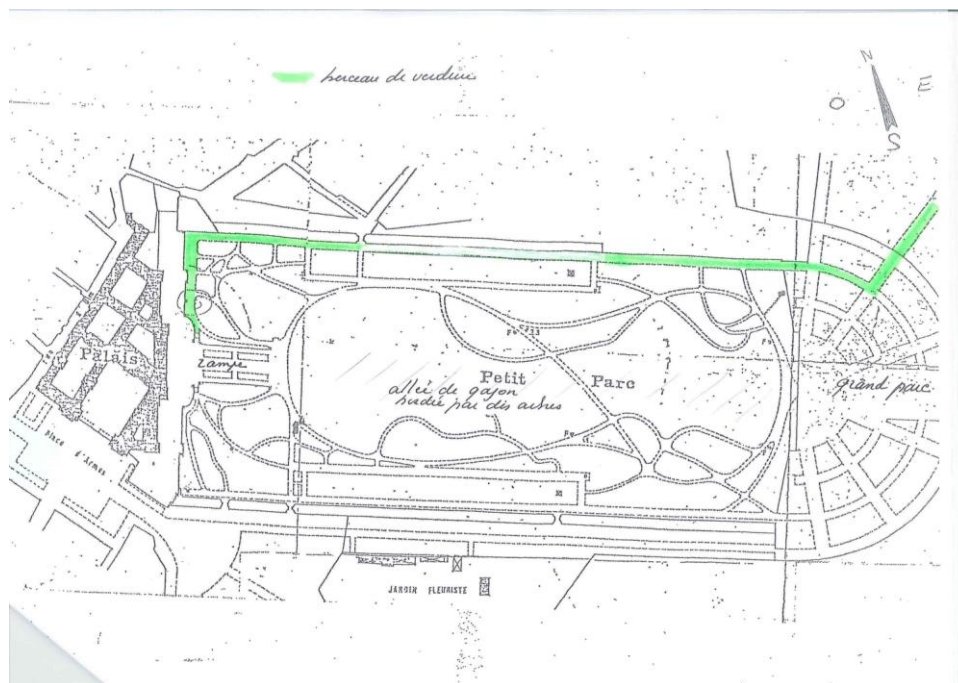 berceau de verdure
N
O
E
S
Palais
rampe
Petit
Parc
allée de gazon
bordée par des arbres
grand parc
Place
d'Armes
JARDIN FLEURISTE